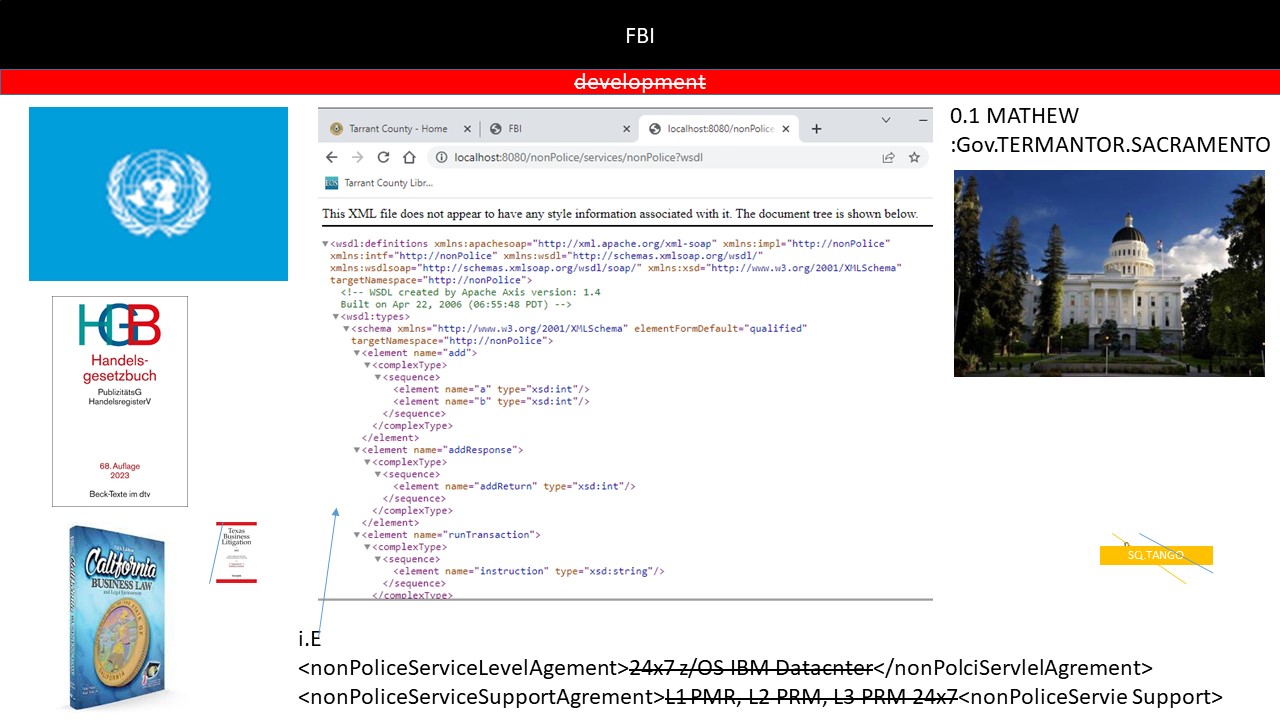 FBI
development
0.1 MATHEW
:Gov.TERMANTOR.SACRAMENTO
Tarrant County - Home
FBI
localhost:8080/nonPolice
localhost:8080/nonPolice/services/nonPolice?wsdl
Tarrant County Libr...
This XML file does not appear to have any style information associated with it. The document tree is shown below.
<wsdl:definitions xmlns:apachesoap="http://xml.apache.org/xml-soap" xmlns:impl="http://nonPolice"
xmlns:intf="http://nonPolice" xmlns:wsdl="http://schemas.xmlsoap.org/wsdl/"
xmlns:wsdlsoap="http://schemas.xmlsoap.org/wsdl/soap/" xmlns:xsd="http://www.w3.org/2001/XMLSchema"
targetNamespace="http://nonPolice">
<!-- WSDL created by Apache Axis version: 1.4
Built on Apr 22, 2006 (06:55:48 PDT) -->
<wsdl:types>
<schema xmlns="http://www.w3.org/2001/XMLSchema" elementFormDefault="qualified"
targetNamespace="http://nonPolice">
<element name="add">
<complexType>
<sequence>
<element name="a" type="xsd:int"/>
<element name="b" type="xsd:int"/>
</sequence>
</complexType>
</element>
<element name="addResponse">
<complexType>
<sequence>
<element name="addReturn" type="xsd:int"/>
</sequence>
</complexType>
</element>
<element name="runTransaction">
<complexType>
<sequence>
<element name="instruction" type="xsd:string"/>
</sequence>
</complexType>
HGB
Handels-
gesetzbuch
PublizitätsG
HandelsregisterV
68. Auflage
2023
Beck-Texte im dtv
California
BUSINESS LAW
and Legal Environment
Texas
Business
Litigation
SQ.TANGO
i.E
<nonPoliceServiceLevelAgement>24x7 z/OS IBM Datacnter</nonPolciServlelAgrement>
<nonPoliceServiceSupportAgrement>L1 PMR, L2 PRM, L3 PRM 24x7<nonPoliceServie Support>